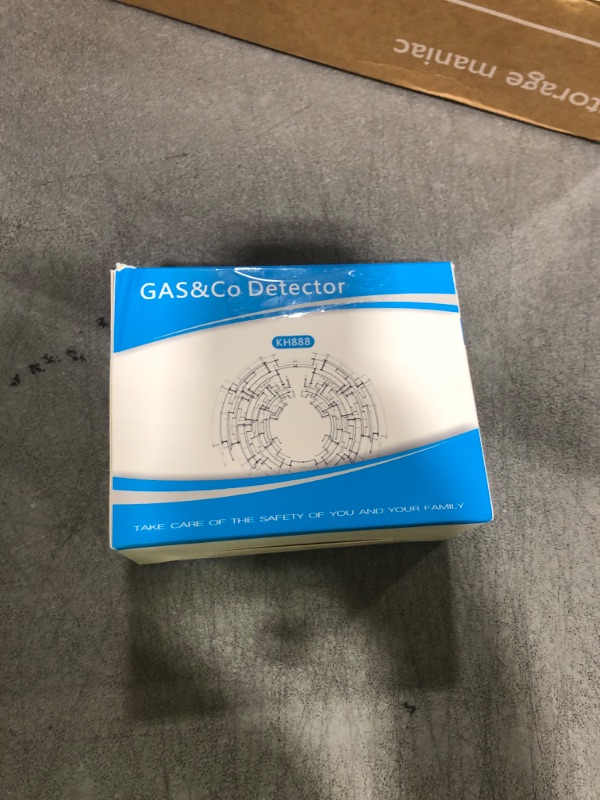 torage maniac
GAS&Co Detector
KH888
TAKE CARE OF THE SAFETY OF YOU AND YOUR FAMILY